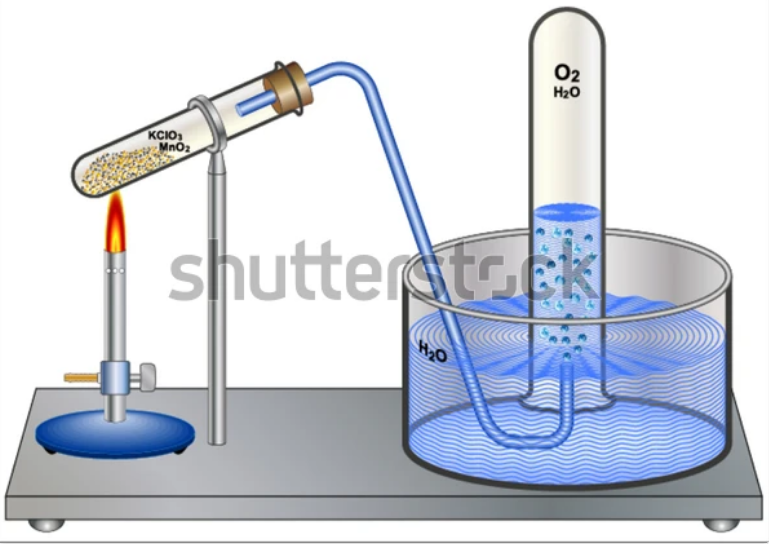 O₂
H₂O
KClO₃
MnO₂
shutterstock
H₂O